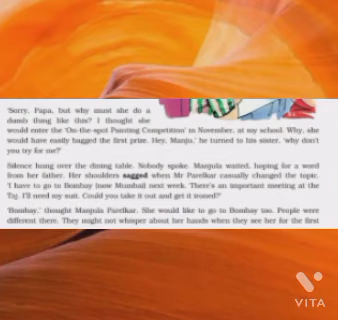 'Sorry, Papa, but why must she do a
dumb thing like this? I thought she
would enter the 'On-the-spot Painting Competition' in November, at my school. Why, she
would have easily bagged the first prize. Hey, Manju,' he turned to his sister, 'why don't
you try for me?'
Silence hung over the dining table. Nobody spoke. Manjula waited, hoping for a word
from her father. Her shoulders sagged when Mr Parelkar casually changed the topic.
'I have to go to Bombay (now Mumbai) next week. There's an important meeting at the
Taj. I'll need my suit. Could you take it out and get it ironed?'
'Bombay,' thought Manjula Parelkar. She would like to go to Bombay too. People were
different there. They might not whisper about her hands when they see her for the first
VITA